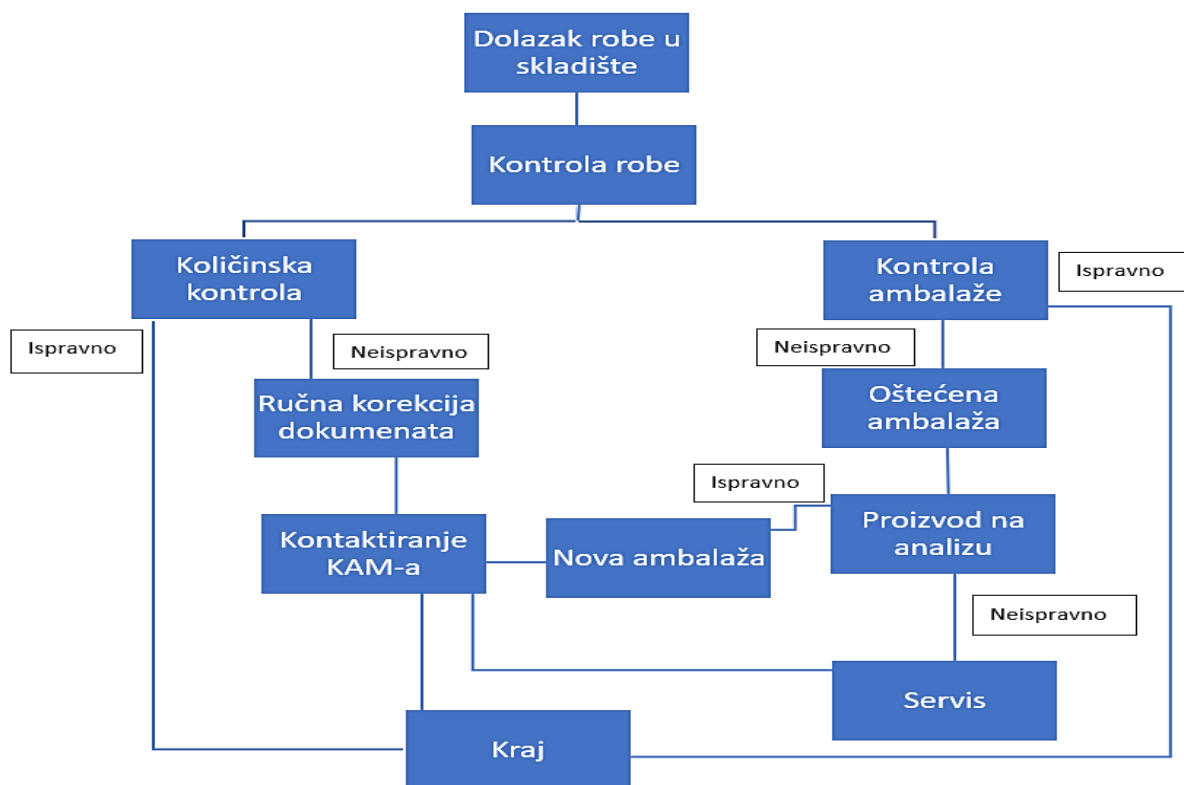 Dolazak robe u
skladište
Kontrola robe
Količinska
kontrola
Kontrola
ambalaže
Ispravno
Ispravno
Neispravno
Neispravno
Ručna korekcija
dokumenata
Oštećena
ambalaža
Ispravno
Kontaktiranje
KAM-a
Nova ambalaža
Proizvod na
analizu
Neispravno
Servis
Kraj